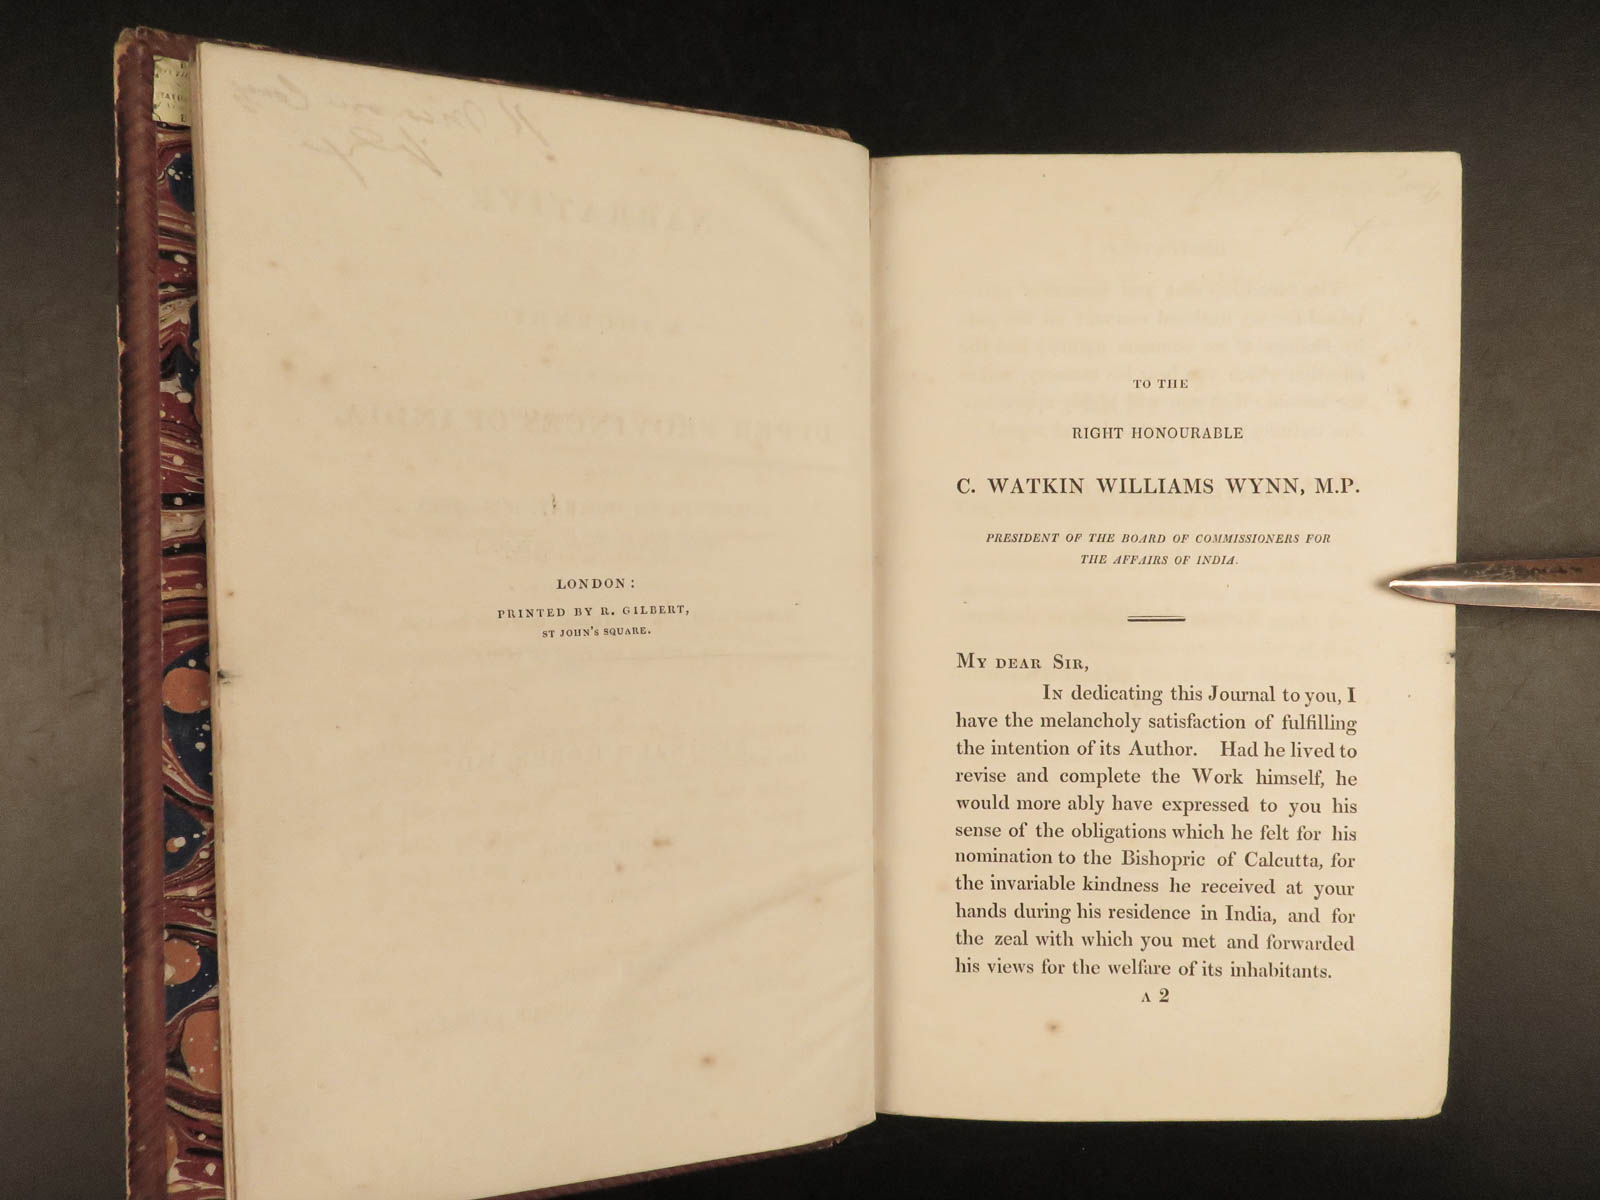 LONDON:
PRINTED BY R. GILBERT,
ST JOHN'S SQUARE.
TO THE
RIGHT HONOURABLE
C. WATKIN WILLIAMS WYNN, M.P.
PRESIDENT OF THE BOARD OF COMMISSIONERS FOR
THE AFFAIRS OF INDIA.
MY DEAR SIR,
IN dedicating this Journal to you, I
have the melancholy satisfaction of fulfilling
the intention of its Author. Had he lived to
revise and complete the Work himself, he
would more ably have expressed to you his
sense of the obligations which he felt for his
nomination to the Bishopric of Calcutta, for
the invariable kindness he received at your
hands during his residence in India, and for
the zeal with which you met and forwarded
his views for the welfare of its inhabitants.
A 2